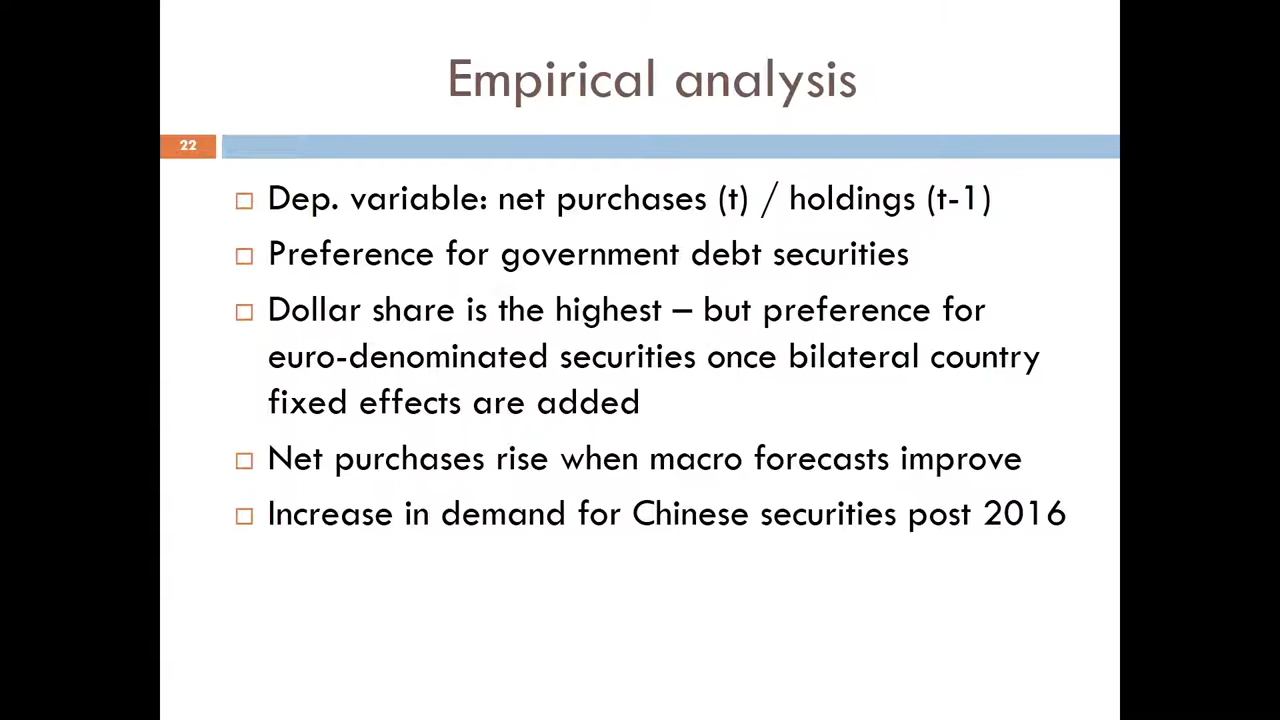 Empirical analysis
22
Dep. variable: net purchases (t) / holdings (t-1)
Preference for government debt securities
Dollar share is the highest – but preference for
euro-denominated securities once bilateral country
fixed effects are added
Net purchases rise when macro forecasts improve
Increase in demand for Chinese securities post 2016